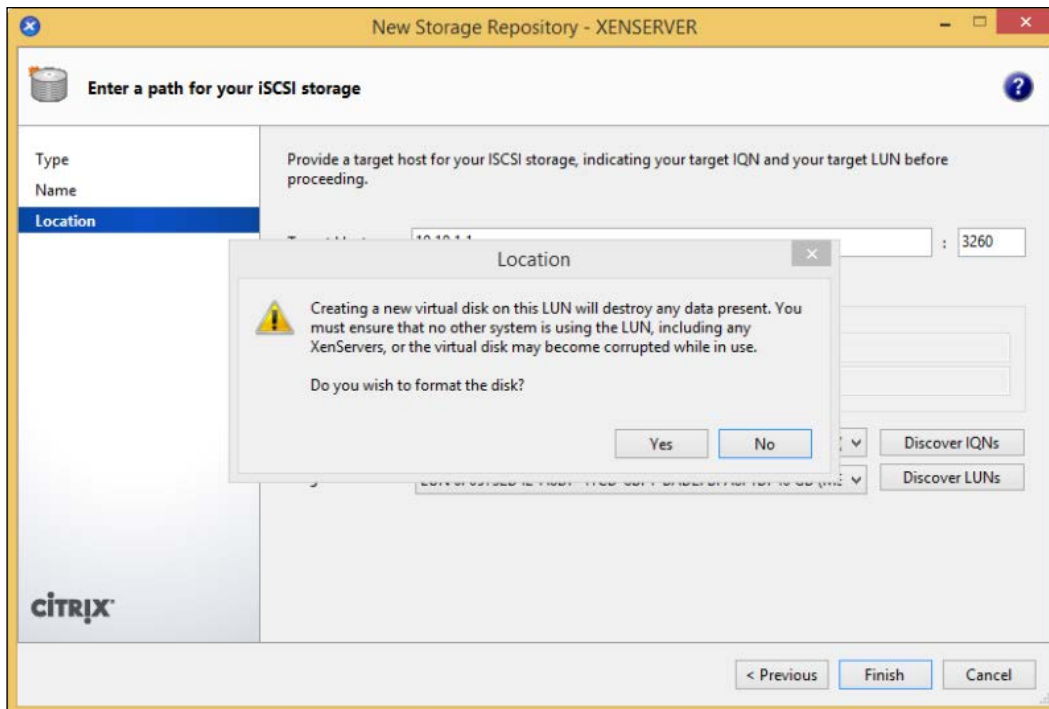 New Storage Repository - XENSERVER
Enter a path for your iSCSI storage
Type
Name
Location
Provide a target host for your iSCSI storage, indicating your target IQN and your target LUN before
proceeding.
: 3260
Location
Creating a new virtual disk on this LUN will destroy any data present. You
must ensure that no other system is using the LUN, including any
XenServers, or the virtual disk may become corrupted while in use.
Do you wish to format the disk?
Yes No
Discover IQNs
Discover LUNs
CITRIX
< Previous Finish Cancel